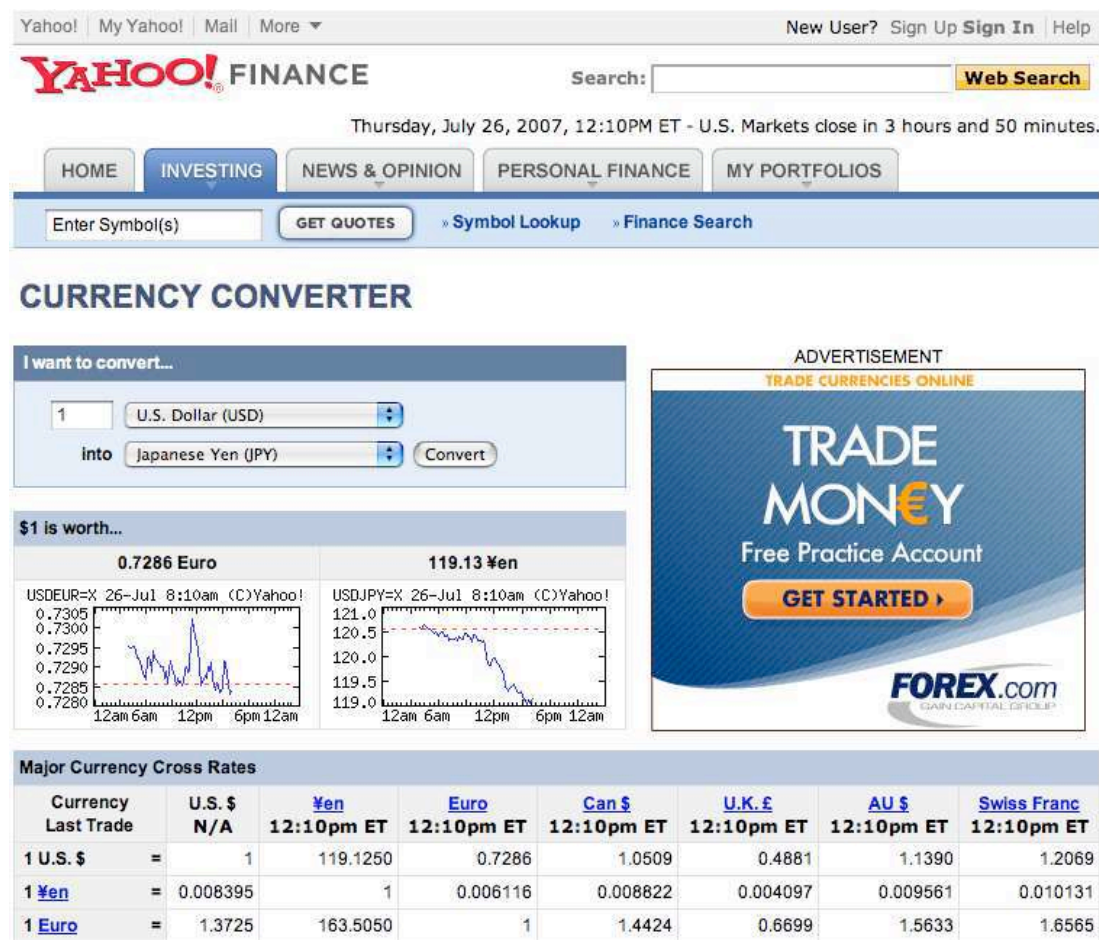 Yahoo! My Yahoo! Mail More New User? Sign Up Sign In Help
YAHOO! FINANCE Search: Web Search
Thursday, July 26, 2007, 12:10PM ET - U.S. Markets close in 3 hours and 50 minutes.
HOME INVESTING NEWS & OPINION PERSONAL FINANCE MY PORTFOLIOS
Enter Symbol(s) GET QUOTES » Symbol Lookup » Finance Search
CURRENCY CONVERTER
I want to convert...
1 U.S. Dollar (USD)
into Japanese Yen (JPY) Convert
$1 is worth...
0.7286 Euro 119.13 ¥en
USDEUR=X 26-Jul 8:10am (C)Yahoo!
0.7305
0.7300
0.7295
0.7290
0.7285
0.7280
12am 6am 12pm 6pm 12am
USDJPY=X 26-Jul 8:10am (C)Yahoo!
121.0
120.5
120.0
119.5
119.0
12am 6am 12pm 6pm 12am
ADVERTISEMENT
TRADE CURRENCIES ONLINE
TRADE
MON€Y
Free Practice Account
GET STARTED
FOREX.com
GAIN CAPITAL GROUP
Major Currency Cross Rates
Currency U.S. $ ¥en Euro Can $ U.K. £ AU $ Swiss Franc
Last Trade N/A 12:10pm ET 12:10pm ET 12:10pm ET 12:10pm ET 12:10pm ET 12:10pm ET
1 U.S. $ = 1 119.1250 0.7286 1.0509 0.4881 1.1390 1.2069
1 ¥en = 0.008395 1 0.006116 0.008822 0.004097 0.009561 0.010131
1 Euro = 1.3725 163.5050 1 1.4424 0.6699 1.5633 1.6565